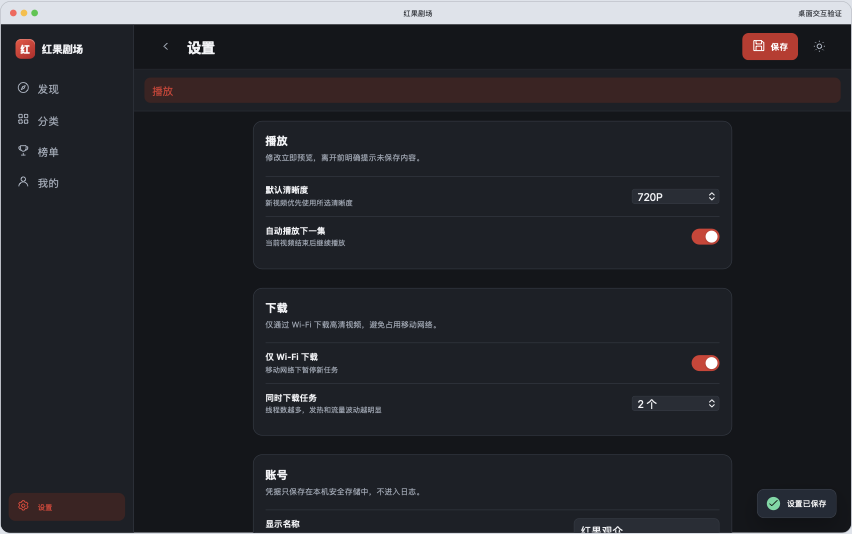 红果剧场
桌面交互验证
红 红果剧场
设置
保存
发现
分类
榜单
我的
设置
播放
播放
修改立即预览，离开前明确提示未保存内容。
默认清晰度
新视频优先使用所选清晰度
720P
自动播放下一集
当前视频结束后继续播放
下载
仅通过 Wi-Fi 下载高清视频，避免占用移动网络。
仅 Wi-Fi 下载
移动网络下暂停新任务
同时下载任务
线程数越多，发热和流量波动越明显
2 个
账号
凭据只保存在本机安全存储中，不进入日志。
显示名称
红果观众
设置已保存